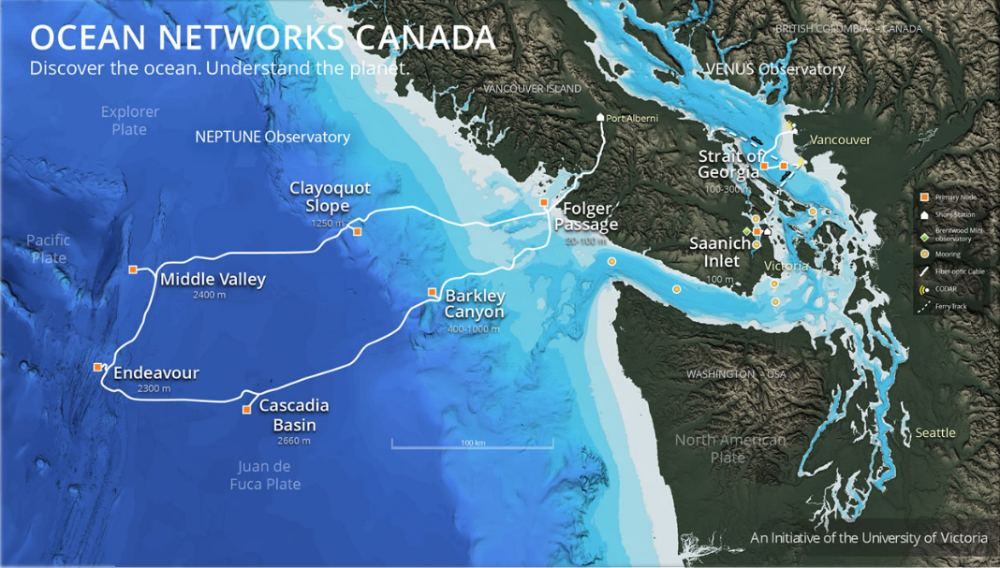 OCEAN NETWORKS CANADA
Discover the ocean. Understand the planet.
BRITISH COLUMBIA - CANADA
VENUS Observatory
VANCOUVER ISLAND
Explorer
Plate
Port Alberni
NEPTUNE Observatory
Vancouver
Strait of
Georgia
100-300 m
Clayoquot
Slope
1250 m
Folger
Passage
20-100 m
Primary Node
Shore Station
Brentwood Mini
observatory
Mooring
Fiber-optic Cable
CODAR
Ferry Track
Pacific
Plate
Saanich
Inlet
100 m
Victoria
Middle Valley
2400 m
Barkley
Canyon
400-1000 m
Endeavour
2300 m
WASHINGTON - USA
Cascadia
Basin
2660 m
100 km
North American
Plate
Seattle
Juan de
Fuca Plate
An Initiative of the University of Victoria